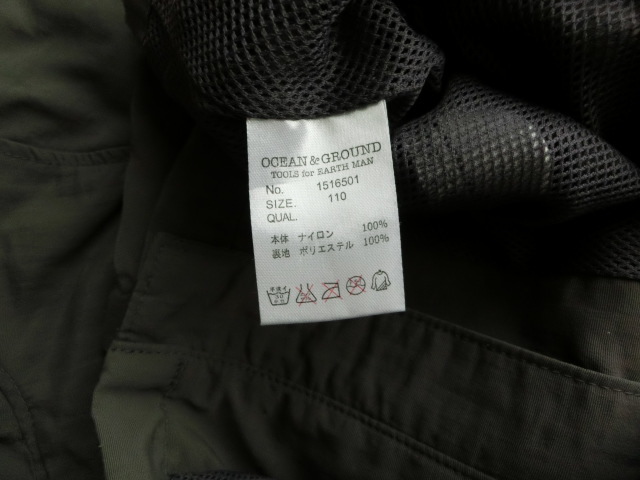 OCEAN & GROUND
TOOLS for EARTH MAN
No. 1516501
SIZE. 110
QUAL.
本体 ナイロン 100%
裏地 ポリエステル 100%